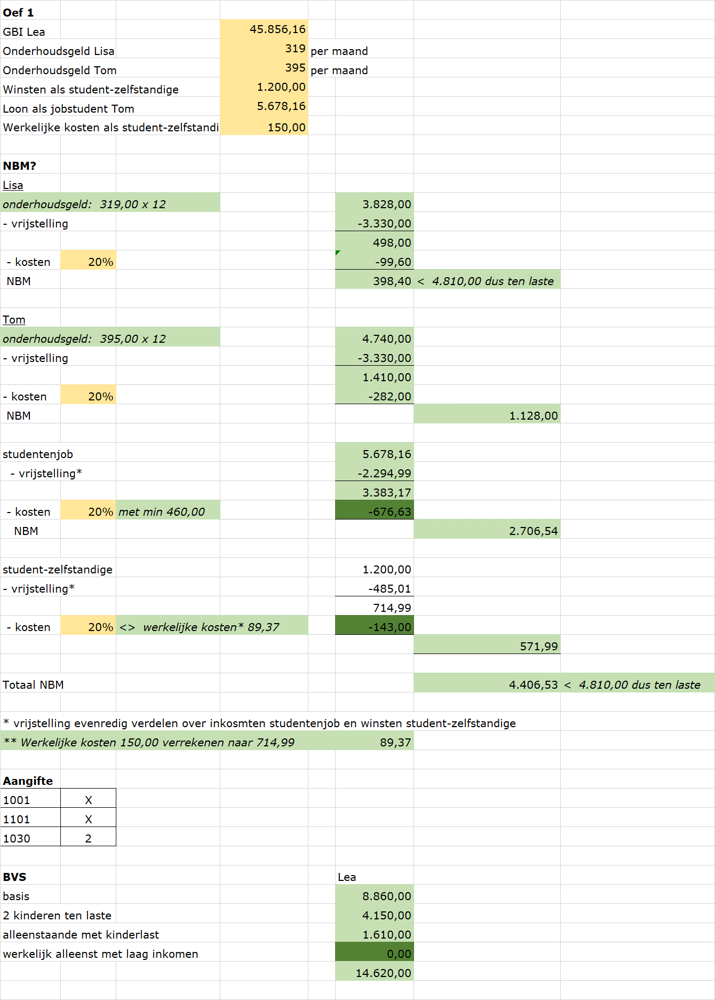 Oef 1
GBI Lea 45.856,16
Onderhoudsgeld Lisa 319 per maand
Onderhoudsgeld Tom 395 per maand
Winsten als student-zelfstandige 1.200,00
Loon als jobstudent Tom 5.678,16
Werkelijke kosten als student-zelfstandi 150,00
NBM?
Lisa
onderhoudsgeld: 319,00 x 12 3.828,00
- vrijstelling -3.330,00
498,00
- kosten 20% -99,60
NBM 398,40 < 4.810,00 dus ten laste
Tom
onderhoudsgeld: 395,00 x 12 4.740,00
- vrijstelling -3.330,00
1.410,00
- kosten 20% -282,00
NBM 1.128,00
studentenjob 5.678,16
- vrijstelling* -2.294,99
3.383,17
- kosten 20% met min 460,00 -676,63
NBM 2.706,54
student-zelfstandige 1.200,00
- vrijstelling* -485,01
714,99
- kosten 20% <> werkelijke kosten* 89,37 -143,00
571,99
Totaal NBM 4.406,53 < 4.810,00 dus ten laste
* vrijstelling evenredig verdelen over inkosmten studentenjob en winsten student-zelfstandige
** Werkelijke kosten 150,00 verrekenen naar 714,99 89,37
Aangifte
1001 X
1101 X
1030 2
BVS Lea
basis 8.860,00
2 kinderen ten laste 4.150,00
alleenstaande met kinderlast 1.610,00
werkelijk alleenst met laag inkomen 0,00
14.620,00